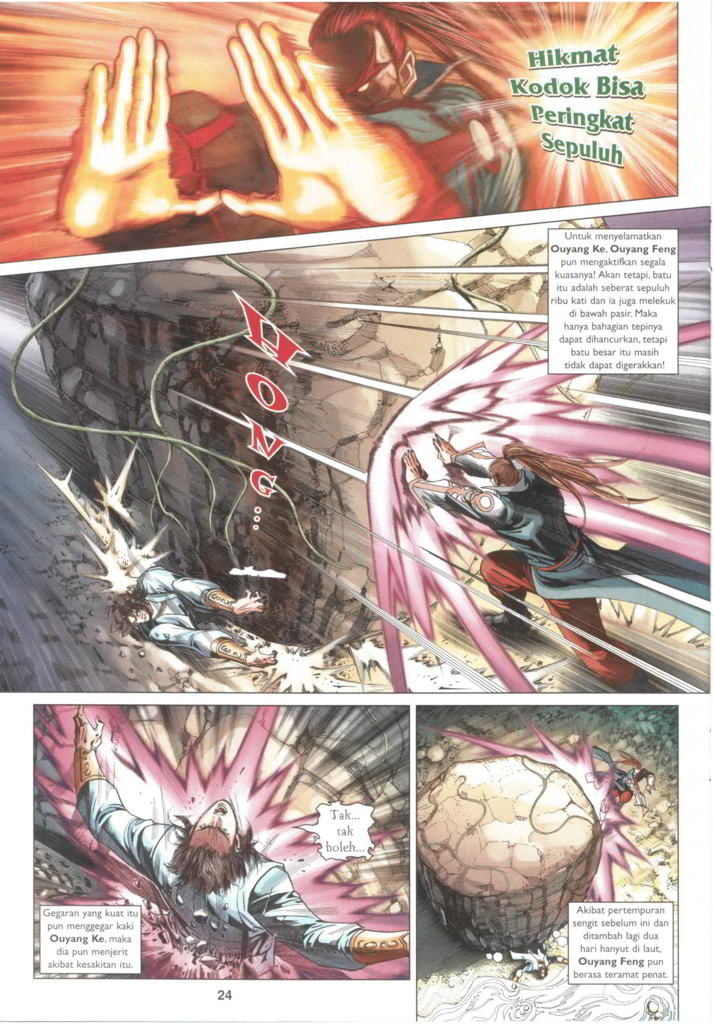 Hikmat
Kodok Bisa
Peringkat
Sepuluh
Untuk menyelamatkan
Ouyang Ke, Ouyang Feng
pun mengaktifkan segala
kuasanya! Akan tetapi, batu
itu adalah seberat sepuluh
ribu kati dan ia juga melekuk
di bawah pasir. Maka
hanya bahagian tepinya
dapat dihancurkan, tetapi
batu besar itu masih
tidak dapat digerakkan!
HONG...
Tak...
tak
boleh...
Gegaran yang kuat itu
pun menggegar kaki
Ouyang Ke, maka
dia pun menjerit
akibat kesakitan itu.
Akibat pertempuran
sengit sebelum ini dan
ditambah lagi dua
hari hanyut di laut,
Ouyang Feng pun
berasa teramat penat.
24